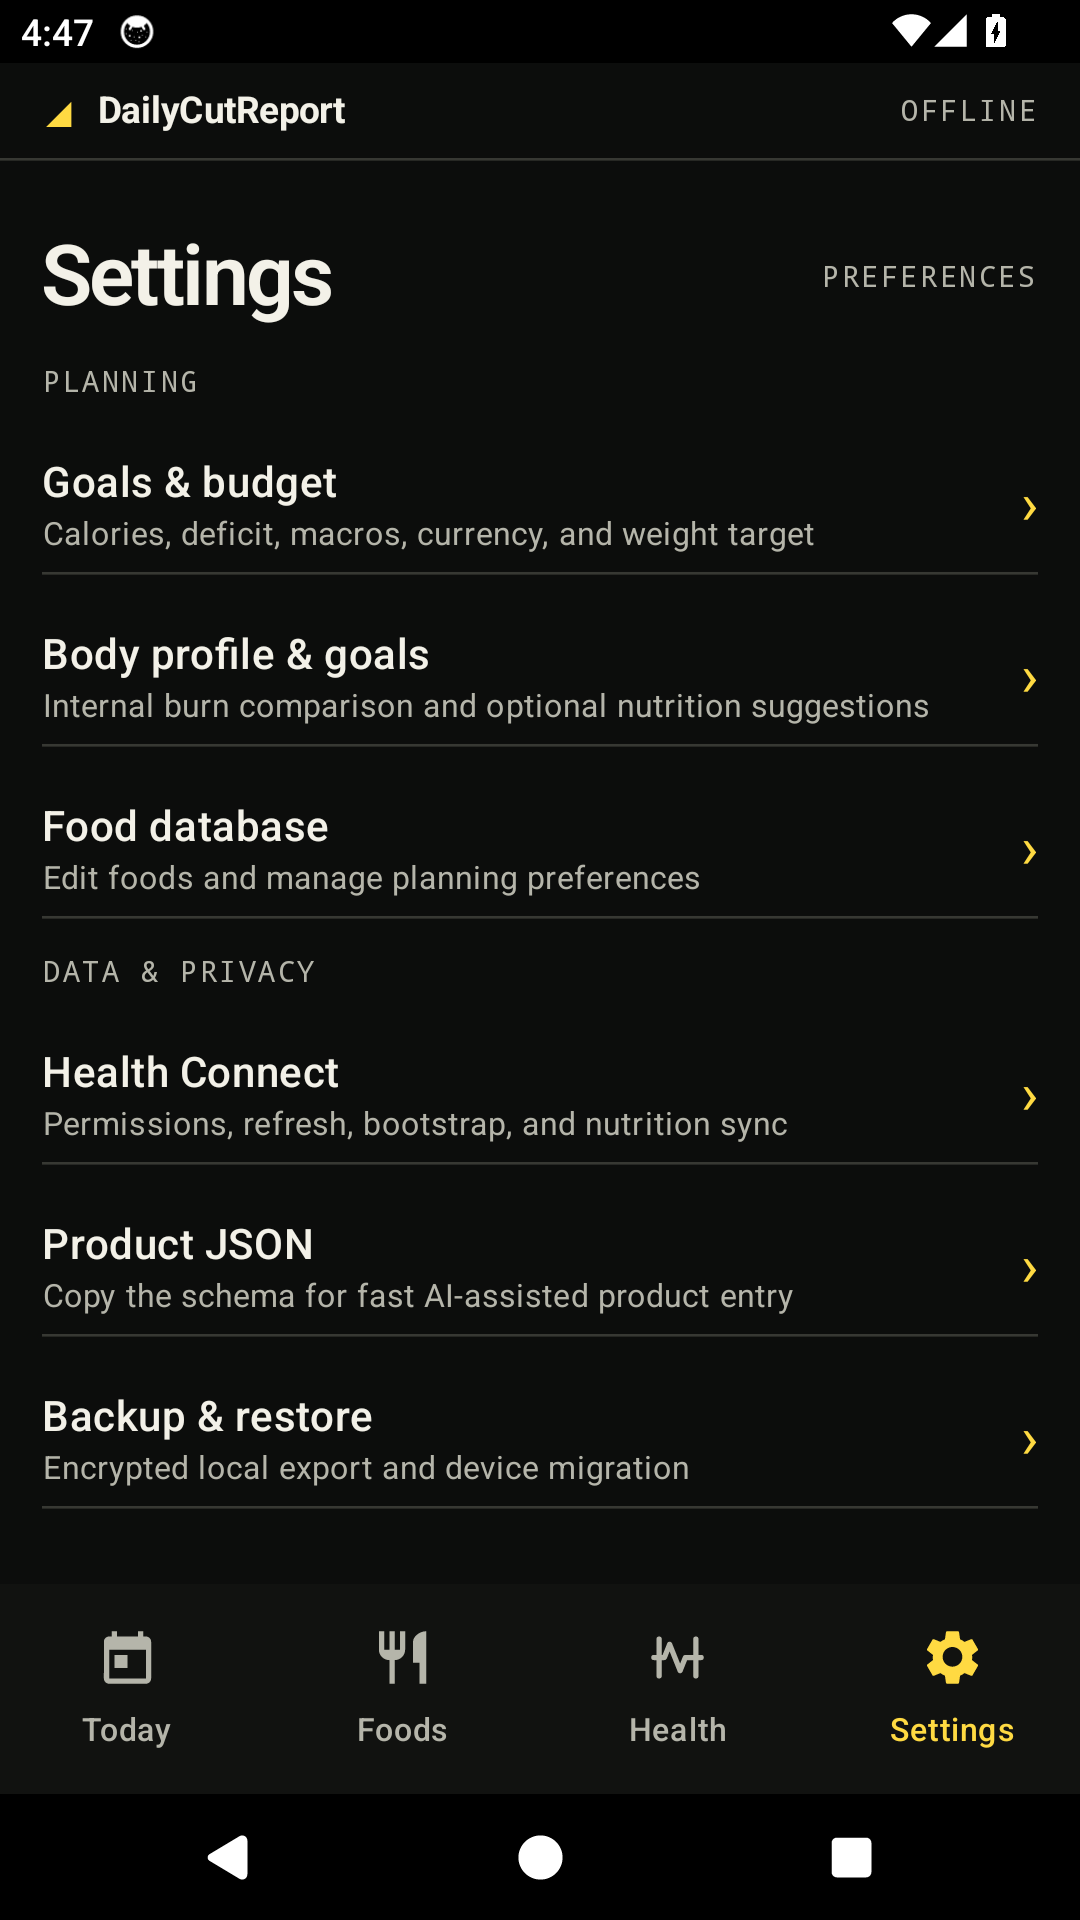 4:47
DailyCutReport
OFFLINE
Settings
PREFERENCES
PLANNING
Goals & budget
Calories, deficit, macros, currency, and weight target
Body profile & goals
Internal burn comparison and optional nutrition suggestions
Food database
Edit foods and manage planning preferences
DATA & PRIVACY
Health Connect
Permissions, refresh, bootstrap, and nutrition sync
Product JSON
Copy the schema for fast AI-assisted product entry
Backup & restore
Encrypted local export and device migration
Today
Foods
Health
Settings